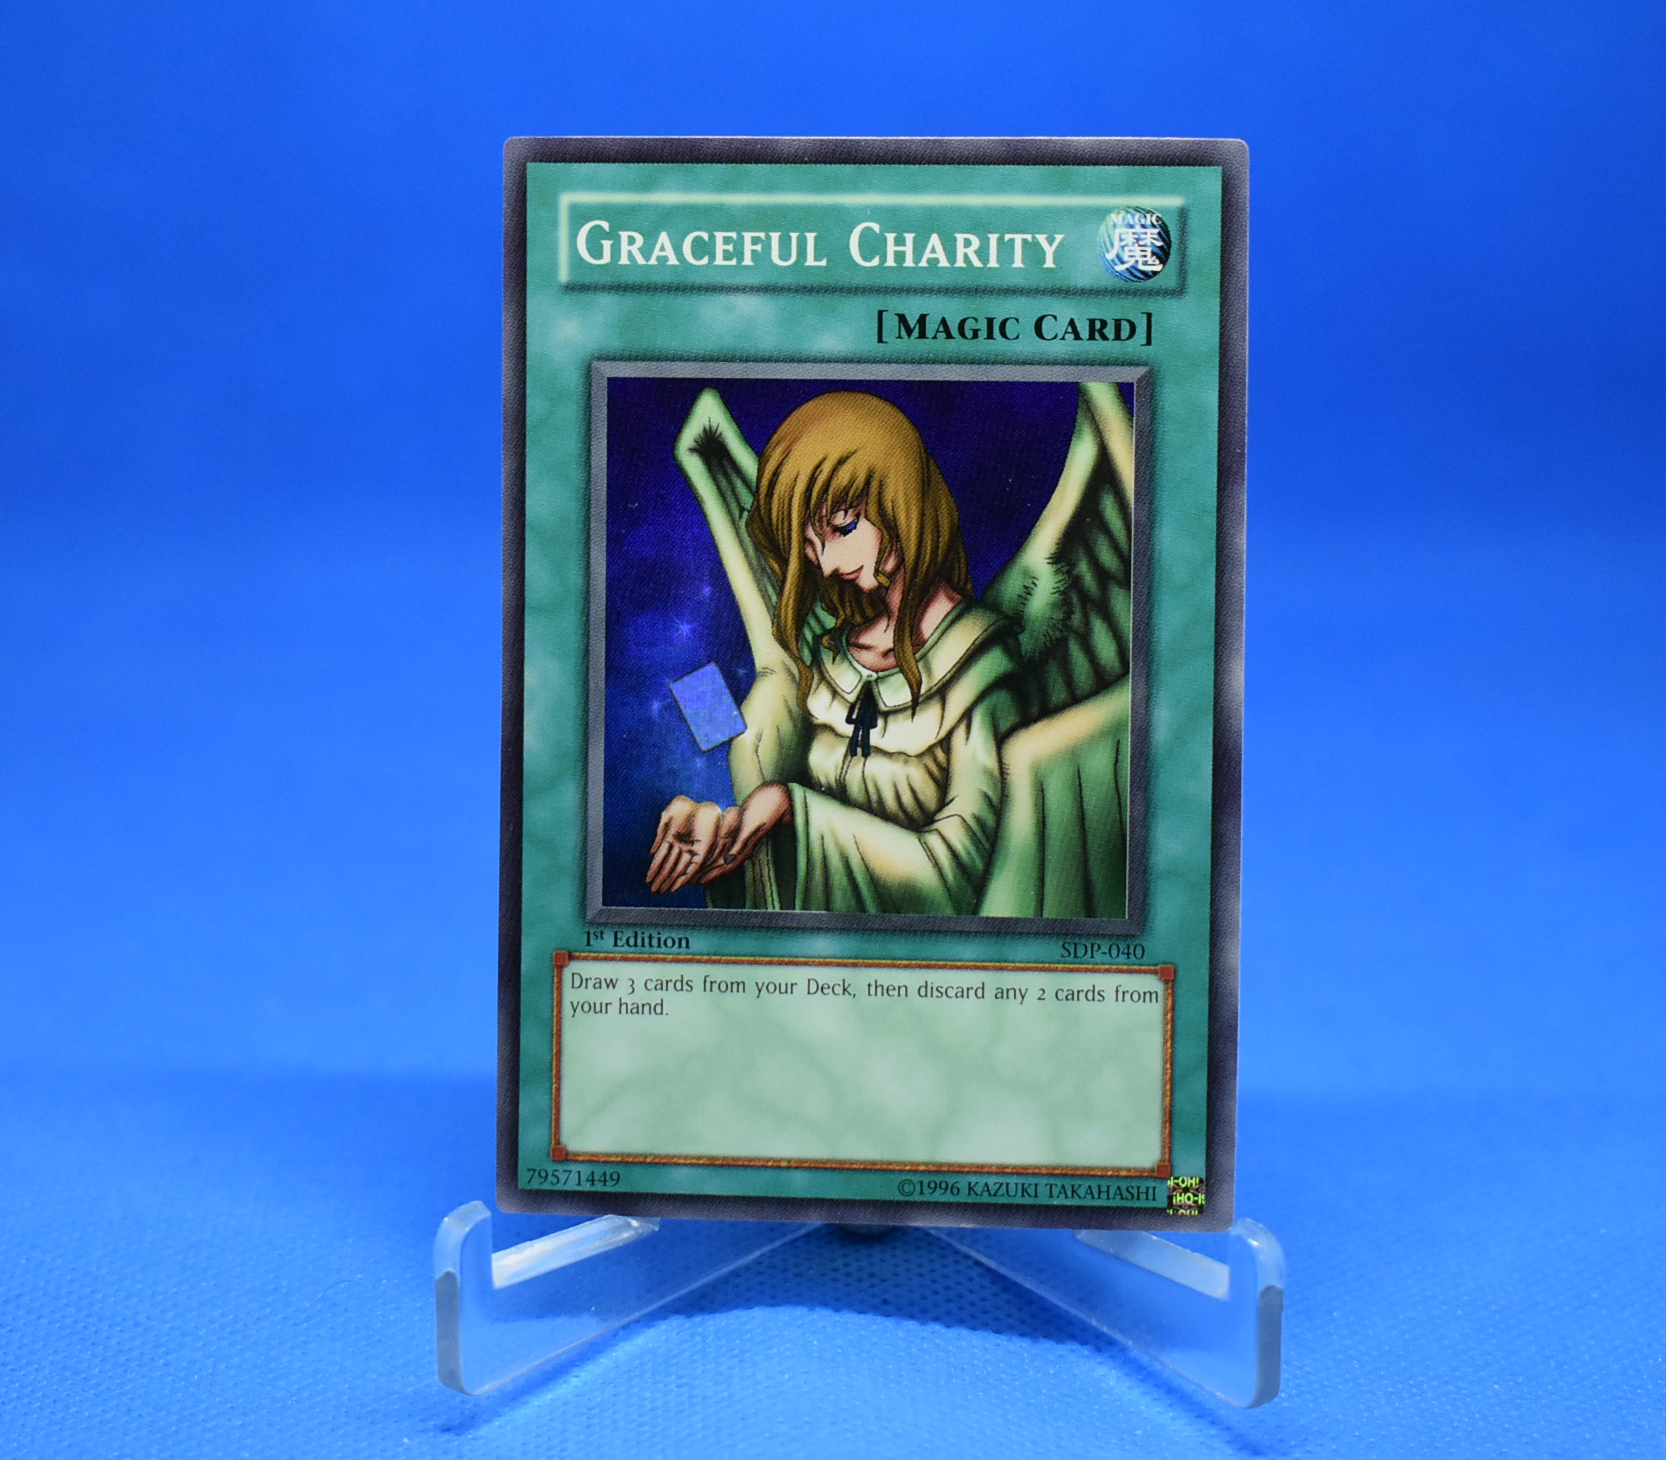 GRACEFUL CHARITY
MAGIC
魔
[MAGIC CARD]
1st Edition
SDP-040
Draw 3 cards from your Deck, then discard any 2 cards from
your hand.
79571449
©1996 KAZUKI TAKAHASHI